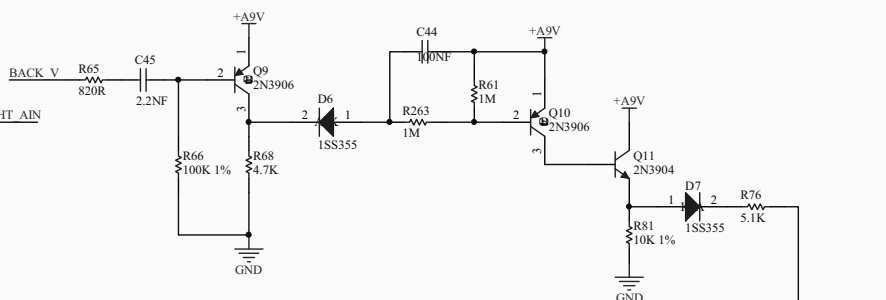 +A9V
C44
+A9V
100NF
BACK_V
R65
820R
C45
2.2NF
1
2
Q9
2N3906
3
HT_AIN
D6
2
1
1SS355
R263
1M
R61
1M
1
2
Q10
2N3906
3
+A9V
R66
100K 1%
R68
4.7K
Q11
2N3904
D7
1
2
1SS355
R76
5.1K
R81
10K 1%
GND
GND